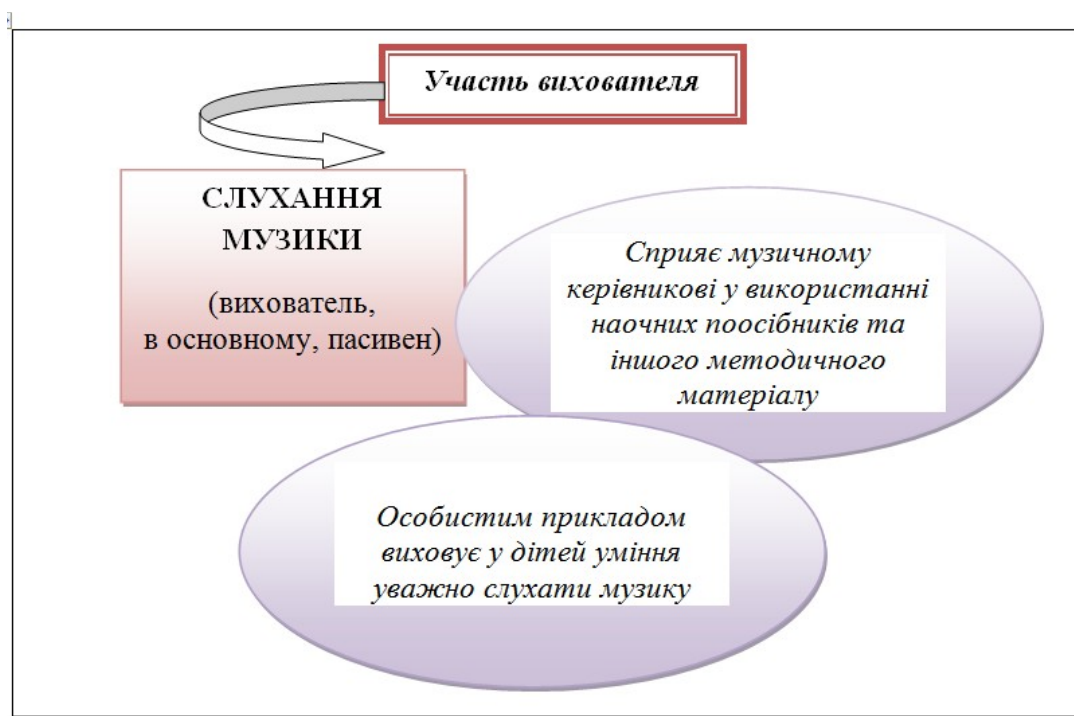 Участь вихователя
СЛУХАННЯ
МУЗИКИ
(вихователь,
в основному, пасивен)
Сприяє музичному
керівникові у використанні
наочних поосібників та
іншого методичного
матеріалу
Особистим прикладом
виховує у дітей уміння
уважно слухати музику